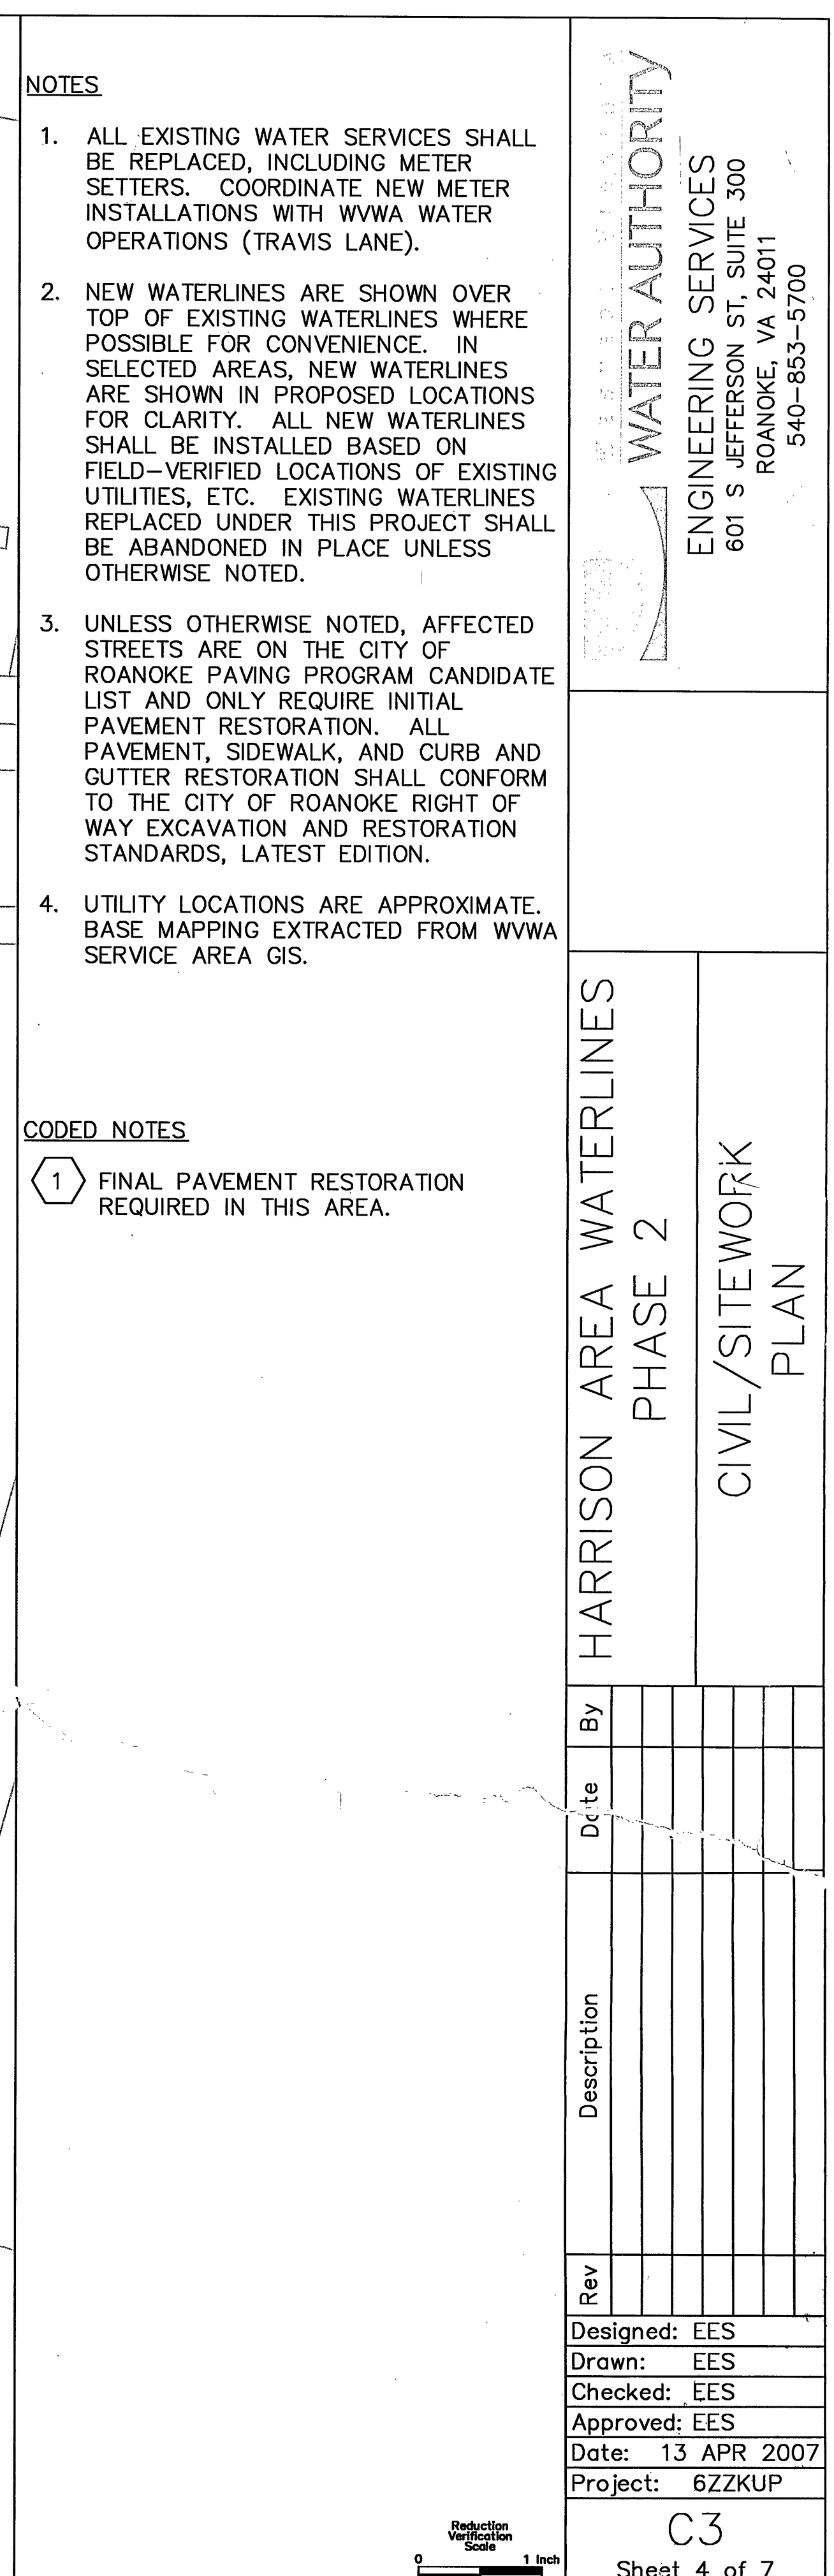 NOTES
1. ALL EXISTING WATER SERVICES SHALL
BE REPLACED, INCLUDING METER
SETTERS. COORDINATE NEW METER
INSTALLATIONS WITH WVWA WATER
OPERATIONS (TRAVIS LANE).
2. NEW WATERLINES ARE SHOWN OVER
TOP OF EXISTING WATERLINES WHERE
POSSIBLE FOR CONVENIENCE. IN
SELECTED AREAS, NEW WATERLINES
ARE SHOWN IN PROPOSED LOCATIONS
FOR CLARITY. ALL NEW WATERLINES
SHALL BE INSTALLED BASED ON
FIELD-VERIFIED LOCATIONS OF EXISTING
UTILITIES, ETC. EXISTING WATERLINES
REPLACED UNDER THIS PROJECT SHALL
BE ABANDONED IN PLACE UNLESS
OTHERWISE NOTED.
3. UNLESS OTHERWISE NOTED, AFFECTED
STREETS ARE ON THE CITY OF
ROANOKE PAVING PROGRAM CANDIDATE
LIST AND ONLY REQUIRE INITIAL
PAVEMENT RESTORATION. ALL
PAVEMENT, SIDEWALK, AND CURB AND
GUTTER RESTORATION SHALL CONFORM
TO THE CITY OF ROANOKE RIGHT OF
WAY EXCAVATION AND RESTORATION
STANDARDS, LATEST EDITION.
4. UTILITY LOCATIONS ARE APPROXIMATE.
BASE MAPPING EXTRACTED FROM WVWA
SERVICE AREA GIS.
CODED NOTES
1 FINAL PAVEMENT RESTORATION
REQUIRED IN THIS AREA.
WATER AUTHORITY
ENGINEERING SERVICES
601 S JEFFERSON ST, SUITE 300
ROANOKE, VA 24011
540-853-5700
HARRISON AREA WATERLINES
PHASE 2
CIVIL/SITEWORK
PLAN
Rev Description Date By
Designed: EES
Drawn: EES
Checked: EES
Approved: EES
Date: 13 APR 2007
Project: 6ZZKUP
C3
Sheet 4 of 7
Reduction
Verification
Scale
0 1 Inch